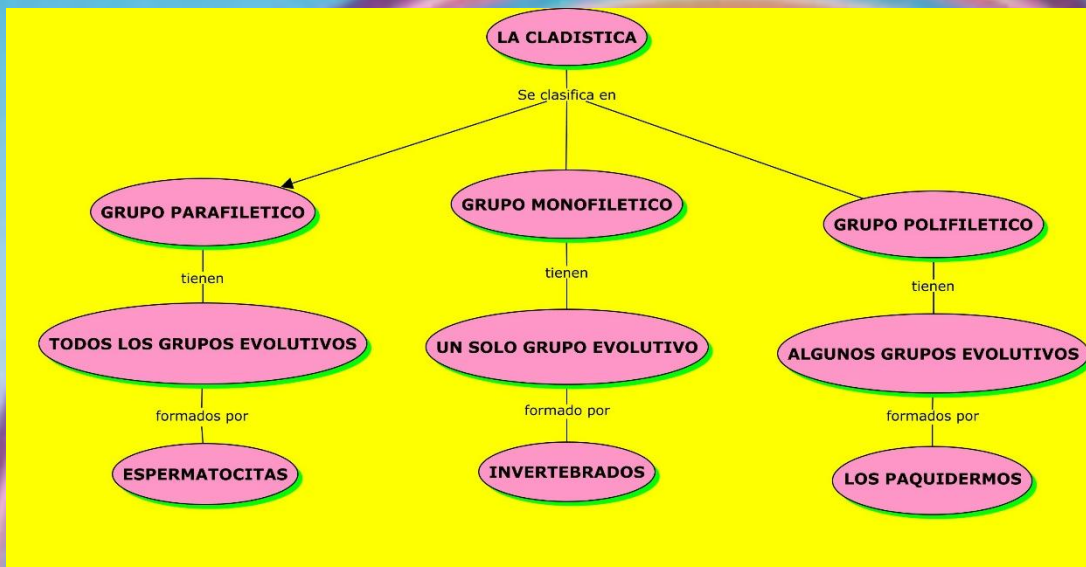 LA CLADISTICA
Se clasifica en
GRUPO PARAFILETICO
GRUPO MONOFILETICO
GRUPO POLIFILETICO
tienen
tienen
tienen
TODOS LOS GRUPOS EVOLUTIVOS
UN SOLO GRUPO EVOLUTIVO
ALGUNOS GRUPOS EVOLUTIVOS
formados por
formado por
formados por
ESPERMATOCITAS
INVERTEBRADOS
LOS PAQUIDERMOS